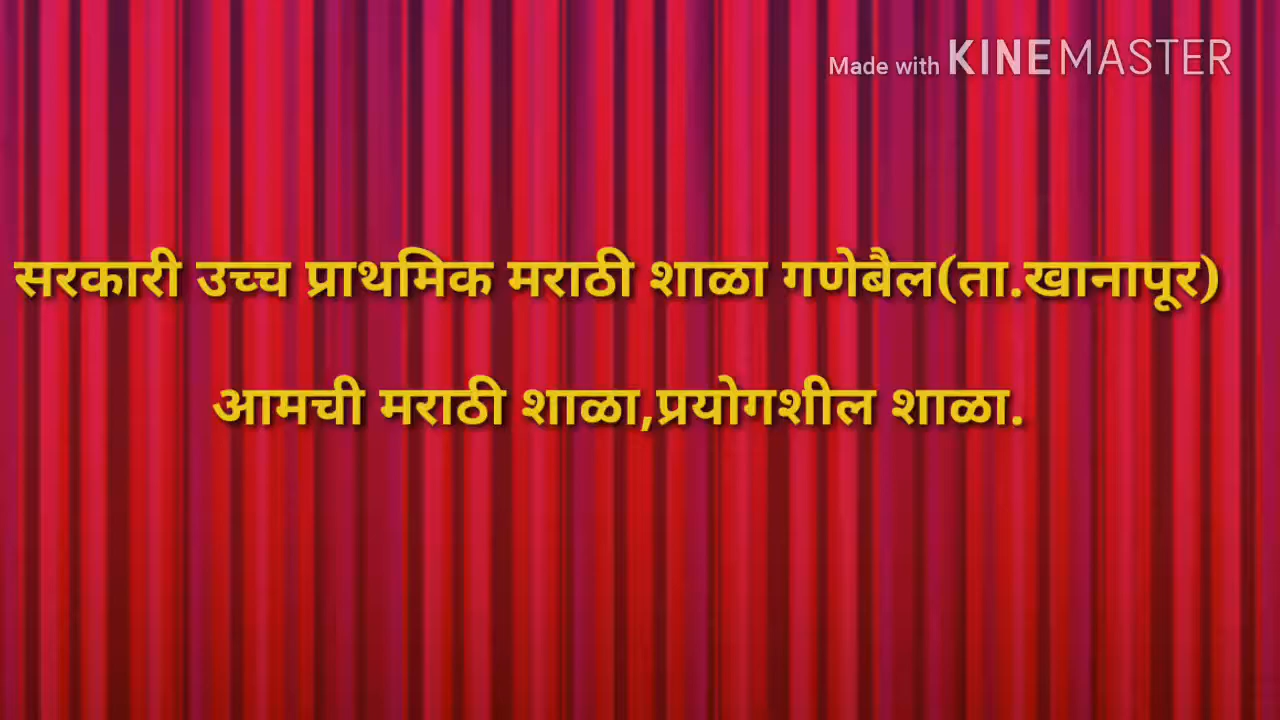 Made with KINEMASTER
सरकारी उच्च प्राथमिक मराठी शाळा गणेबैल(ता.खानापूर)
आमची मराठी शाळा,प्रयोगशील शाळा.